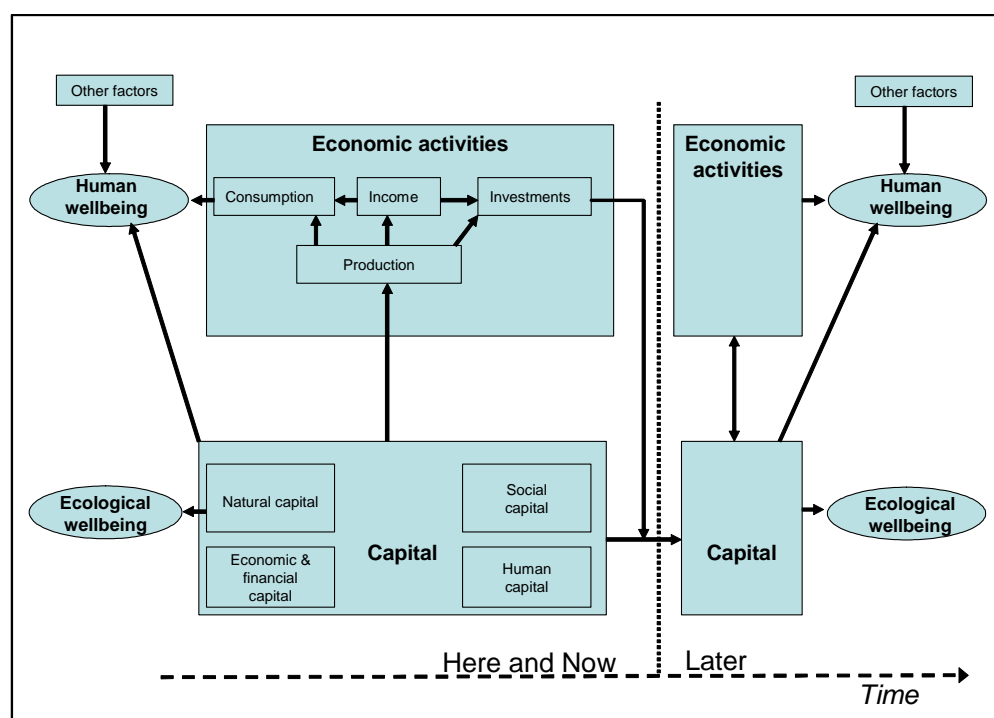 Other factors
Human
wellbeing
Economic activities
Consumption
Income
Investments
Production
Ecological
wellbeing
Natural capital
Social
capital
Economic &
financial
capital
Capital
Human
capital
Economic
activities
Other factors
Human
wellbeing
Capital
Ecological
wellbeing
Here and Now
Later
Time